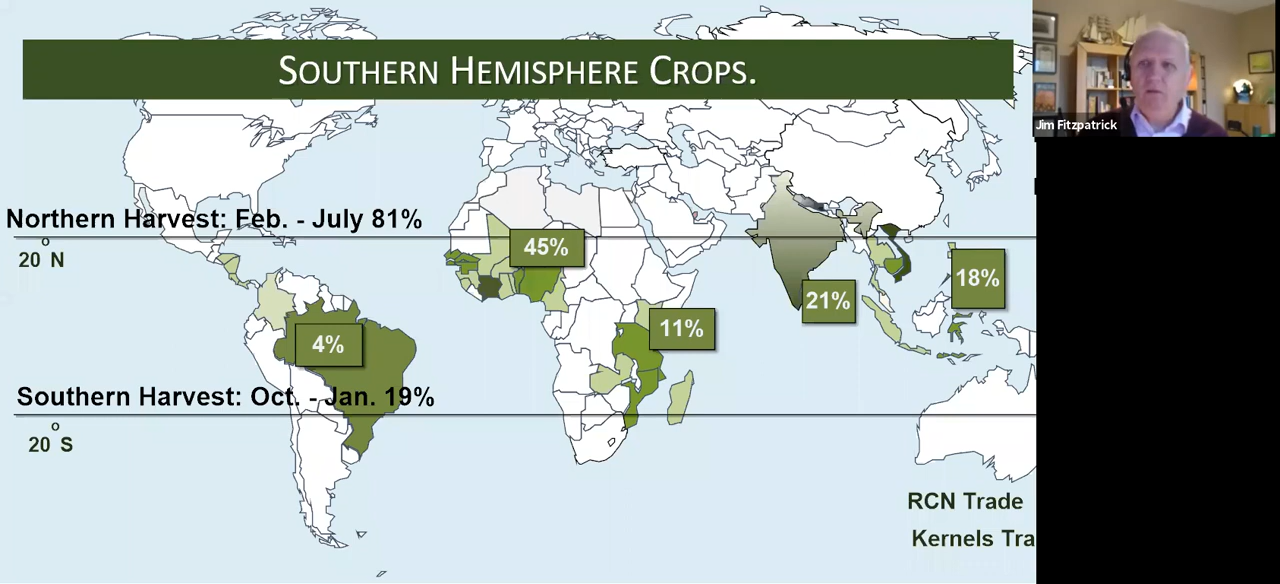 SOUTHERN HEMISPHERE CROPS.
Jim Fitzpatrick
Northern Harvest: Feb. - July 81%
20 °N
45%
18%
21%
11%
4%
Southern Harvest: Oct. - Jan. 19%
20 °S
RCN Trade
Kernels Tra